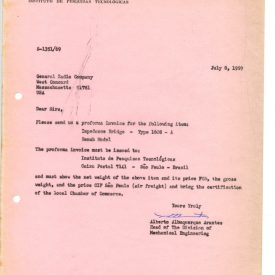 INSTITUTO DE PESQUISAS TECNOLÓGICAS
July 8, 1959
General Radio Company
West Concord
Massachusetts
USA
Dear Sirs,
Please send us a proforma invoice for the following item:
Impedance Bridge - Type 1608 - A
Bench Model
The proforma invoice must be issued to:
Instituto de Pesquisas Tecnológicas
Caixa Postal 7141 - São Paulo - Brazil
and must show the net weight of the above item and its price FOB, the gross
weight, and the price CIF São Paulo (air freight) and bring the certification
of the local Chamber of Commerce.
Yours Truly
Alberto Albuquerque Arantes
Head of The Division of
Mechanical Engineering